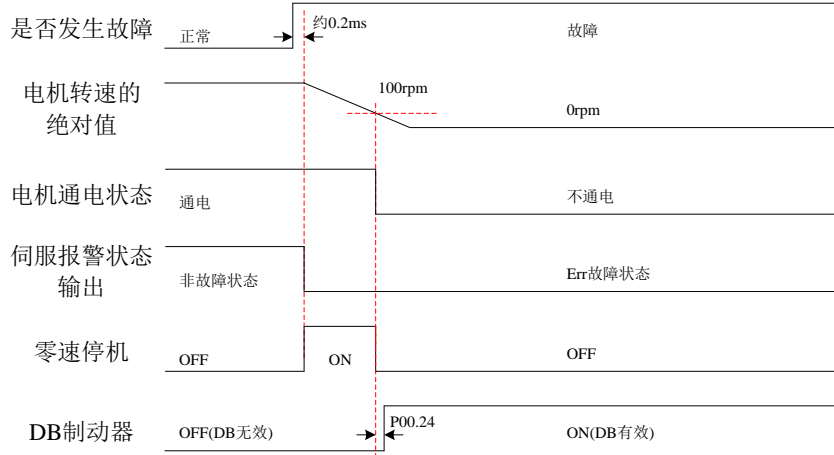 是否发生故障
正常
约0.2ms
故障
电机转速的
绝对值
100rpm
0rpm
电机通电状态
通电
不通电
伺服报警状态
输出
非故障状态
Err故障状态
零速停机
OFF
ON
OFF
DB制动器
OFF(DB无效)
P00.24
ON(DB有效)